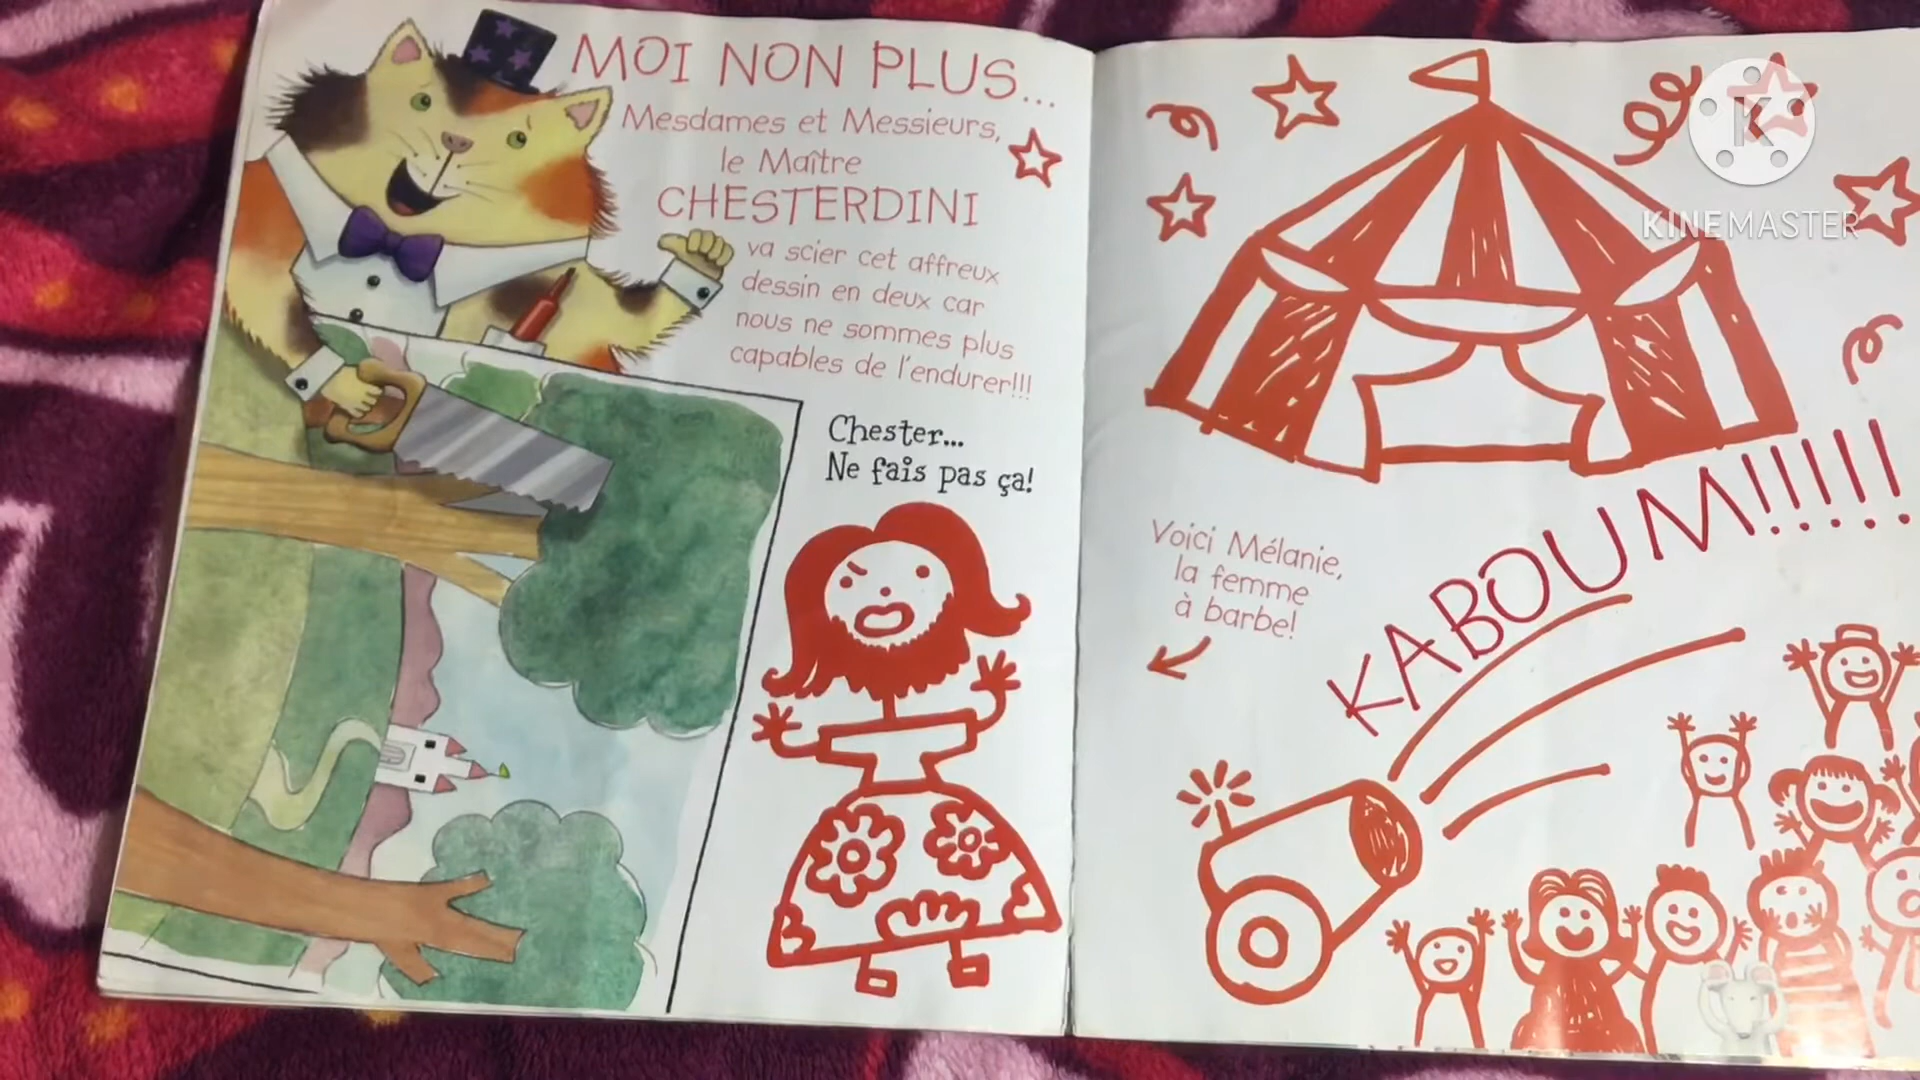 MOI NON PLUS...
Mesdames et Messieurs,
le Maître
CHESTERDINI
va scier cet affreux
dessin en deux car
nous ne sommes plus
capables de l'endurer!!!
Chester...
Ne fais pas ça!
Voici Mélanie,
la femme
à barbe!
KABOUM!!!!!
K
KINEMASTER